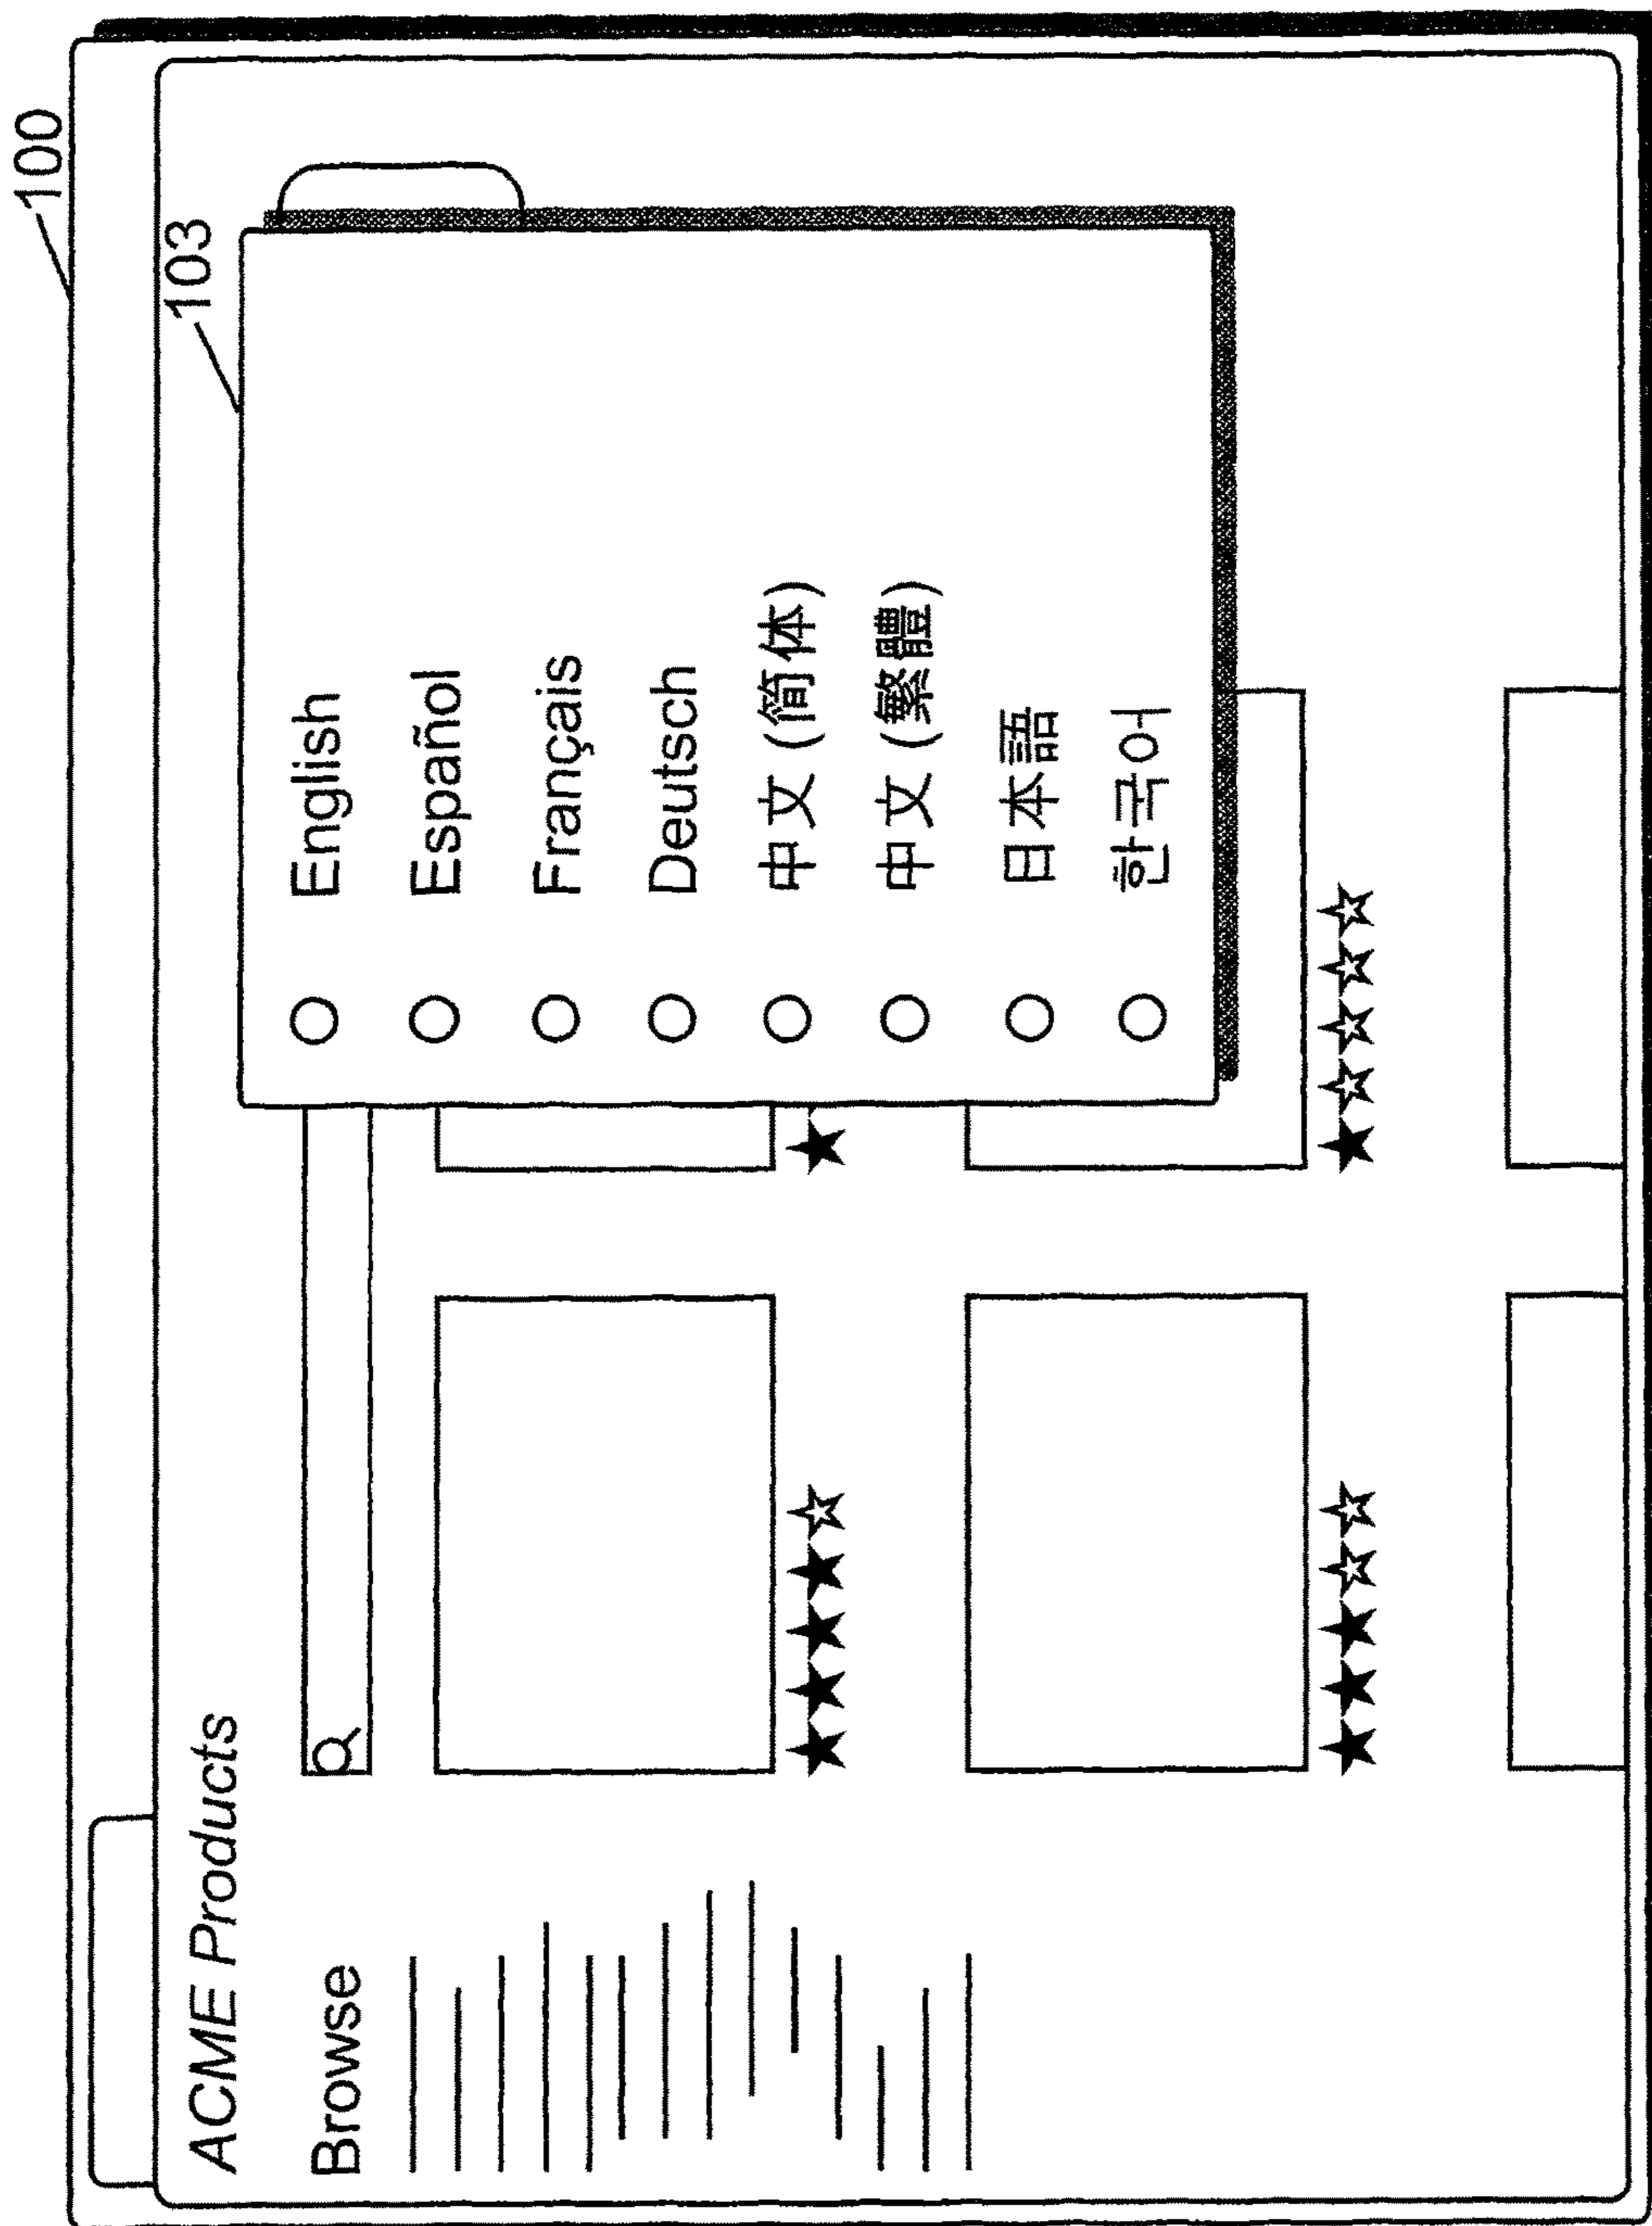 100
103
ACME Products
Browse
English
Español
Français
Deutsch
中文 (简体)
中文 (繁體)
日本語
한국어